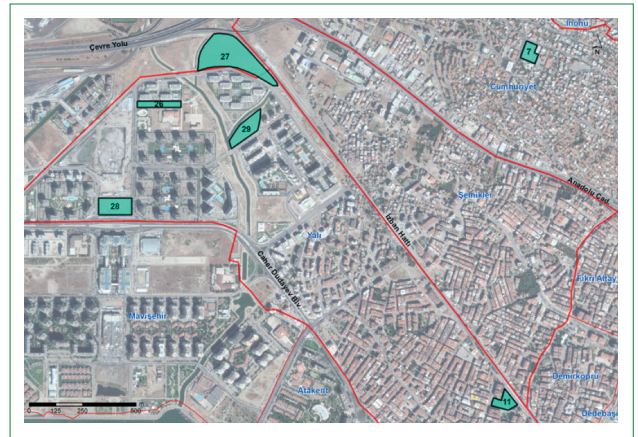 İnönü
Çevre Yolu
27
7
N
Cumhuriyet
26
29
Anadolu Cad.
Şemikler
28
İzban Hattı
Yalı
Caher Dudayev Blv.
Fikri Altay
Mavişehir
Demirköprü
Atakent
11
Dedebaşı
0 125 250 500 m